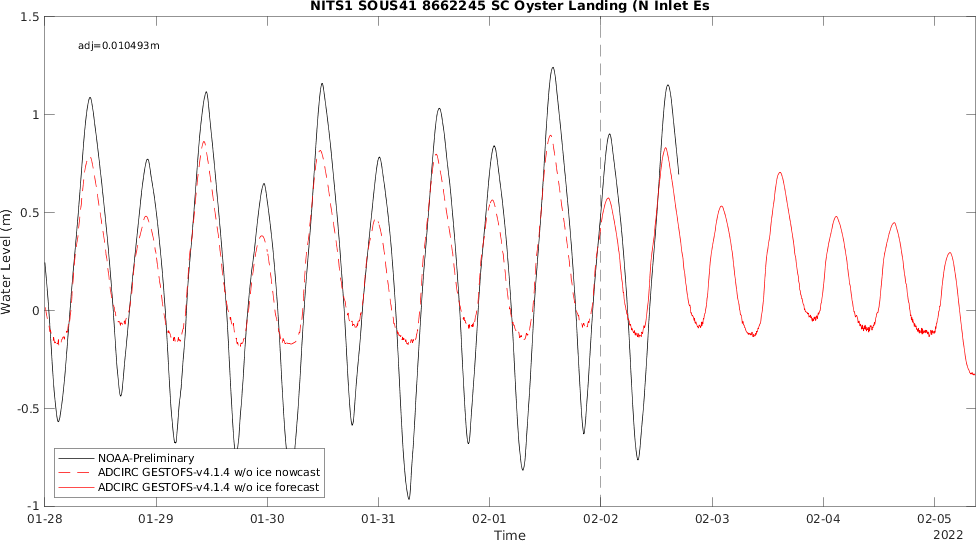 NITS1 SOUS41 8662245 SC Oyster Landing (N Inlet Es
adj=0.010493m
1.5
1
0.5
0
-0.5
-1
Water Level (m)
NOAA-Preliminary
ADCIRC GESTOFS-v4.1.4 w/o ice nowcast
ADCIRC GESTOFS-v4.1.4 w/o ice forecast
01-28 01-29 01-30 01-31 02-01 02-02 02-03 02-04 02-05
Time
2022